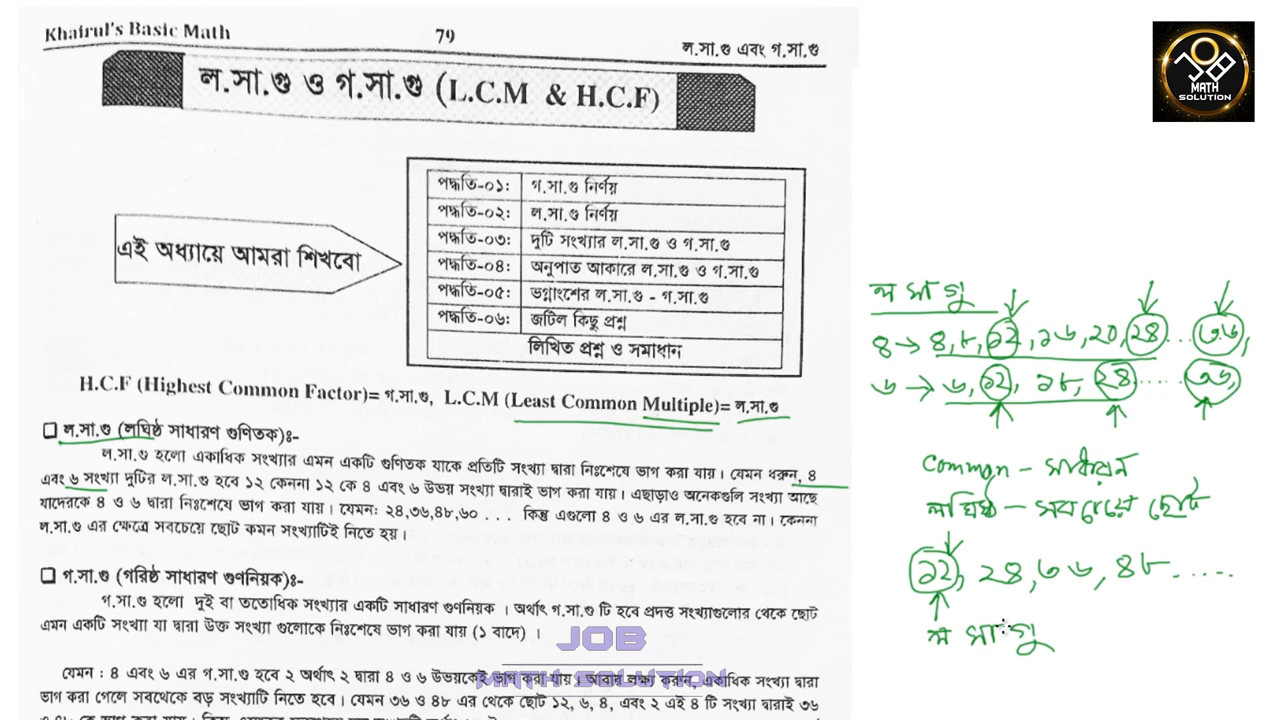 Khairul's Basic Math 79 ল.সা.গু এবং গ.সা.গু
MATH
SOLUTION
ল.সা.গু ও গ.সা.গু (L.C.M & H.C.F)
এই অধ্যায়ে আমরা শিখবো
পদ্ধতি-০১: গ.সা.গু নির্ণয়
পদ্ধতি-০২: ল.সা.গু নির্ণয়
পদ্ধতি-০৩: দুটি সংখ্যার ল.সা.গু ও গ.সা.গু
পদ্ধতি-০৪: অনুপাত আকারে ল.সা.গু ও গ.সা.গু
পদ্ধতি-০৫: ভগ্নাংশের ল.সা.গু - গ.সা.গু
পদ্ধতি-০৬: জটিল কিছু প্রশ্ন
লিখিত প্রশ্ন ও সমাধান
H.C.F (Highest Common Factor)= গ.সা.গু, L.C.M (Least Common Multiple)= ল.সা.গু
ল.সা.গু (লঘিষ্ঠ সাধারণ গুণিতক)ঃ-
ল.সা.গু হলো একাধিক সংখ্যার এমন একটি গুণিতক যাকে প্রতিটি সংখ্যা দ্বারা নিঃশেষে ভাগ করা যায়। যেমন ধরুন, ৪
এবং ৬ সংখ্যা দুটির ল.সা.গু হবে ১২ কেননা ১২ কে ৪ এবং ৬ উভয় সংখ্যা দ্বারাই ভাগ করা যায়। এছাড়াও অনেকগুলি সংখ্যা আছে
যাদেরকে ৪ ও ৬ দ্বারা নিঃশেষে ভাগ করা যায়। যেমন: ২৪,৩৬,৪৮,৬০ . . . কিন্তু এগুলো ৪ ও ৬ এর ল.সা.গু হবে না। কেননা
ল.সা.গু এর ক্ষেত্রে সবচেয়ে ছোট কমন সংখ্যাটিই নিতে হয়।
গ.সা.গু (গরিষ্ঠ সাধারণ গুণনিয়ক)ঃ-
গ.সা.গু হলো দুই বা ততোধিক সংখ্যার একটি সাধারণ গুণনিয়ক । অর্থাৎ গ.সা.গু টি হবে প্রদত্ত সংখ্যাগুলোর থেকে ছোট
এমন একটি সংখ্যা যা দ্বারা উক্ত সংখ্যা গুলোকে নিঃশেষে ভাগ করা যায় (১ বাদে) ।
JOB
MATH SOLUTION
যেমন : ৪ এবং ৬ এর গ.সা.গু হবে ২ অর্থাৎ ২ দ্বারা ৪ ও ৬ উভয়কেই ভাগ করা যায়। আবার লক্ষ্য করুন, একাধিক সংখ্যা দ্বারা
ভাগ করা গেলে সবথেকে বড় সংখ্যাটি নিতে হবে। যেমন ৩৬ ও ৪৮ এর থেকে ছোট ১২, ৬, ৪, এবং ২ এই ৪ টি সংখ্যা দ্বারাই ৩৬
ল সা গু
৪ → ৪,৮,১২,১৬,২০,২৪... ৩৬,
৬ → ৬,১২, ১৮, ২৪..... ৩৬,
Common - সাধারন
লঘিষ্ঠ - সবচেয়ে ছোট
১২, ২৪,৩৬,৪৮.....
ল সা গু